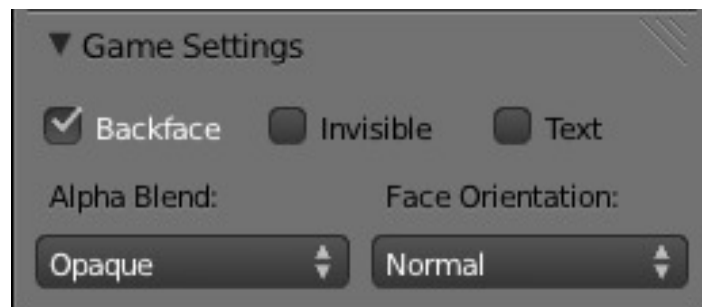 Game Settings
Backface Invisible Text
Alpha Blend: Face Orientation:
Opaque Normal